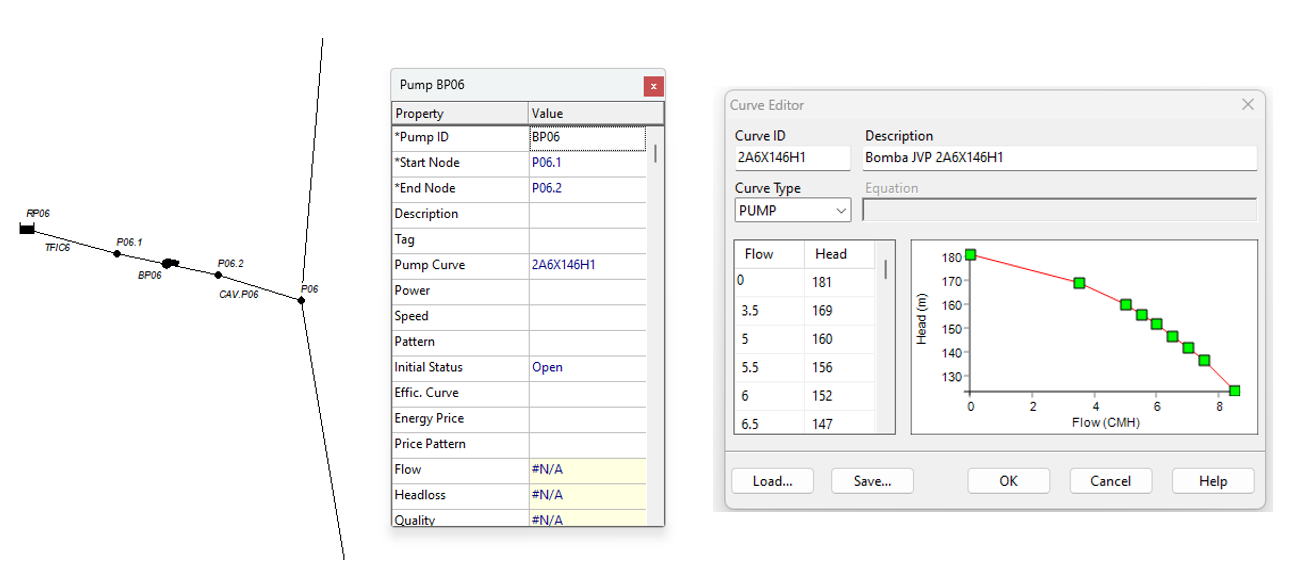 RP06
TFIC6
P06.1
BP06
P06.2
CAV.P06
P06
Pump BP06
x
Property Value
*Pump ID BP06
*Start Node P06.1
*End Node P06.2
Description
Tag
Pump Curve 2A6X146H1
Power
Speed
Pattern
Initial Status Open
Effic. Curve
Energy Price
Price Pattern
Flow #N/A
Headloss #N/A
Quality #N/A
Curve Editor
Curve ID Description
2A6X146H1 Bomba JVP 2A6X146H1
Curve Type Equation
PUMP
Flow Head
0 181
3.5 169
5 160
5.5 156
6 152
6.5 147
Head (m)
180
170
160
150
140
130
0 2 4 6 8
Flow (CMH)
Load... Save... OK Cancel Help